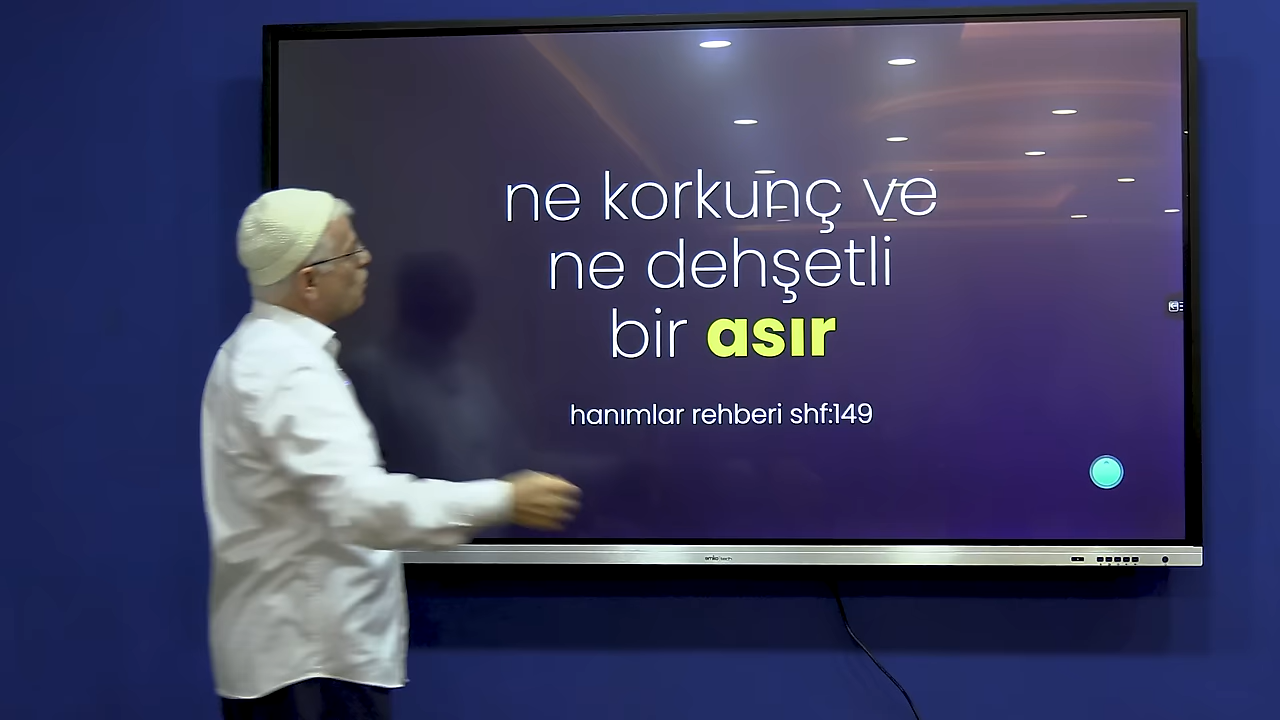 ne korkunç ve
ne dehşetli
bir asır
hanımlar rehberi shf:149